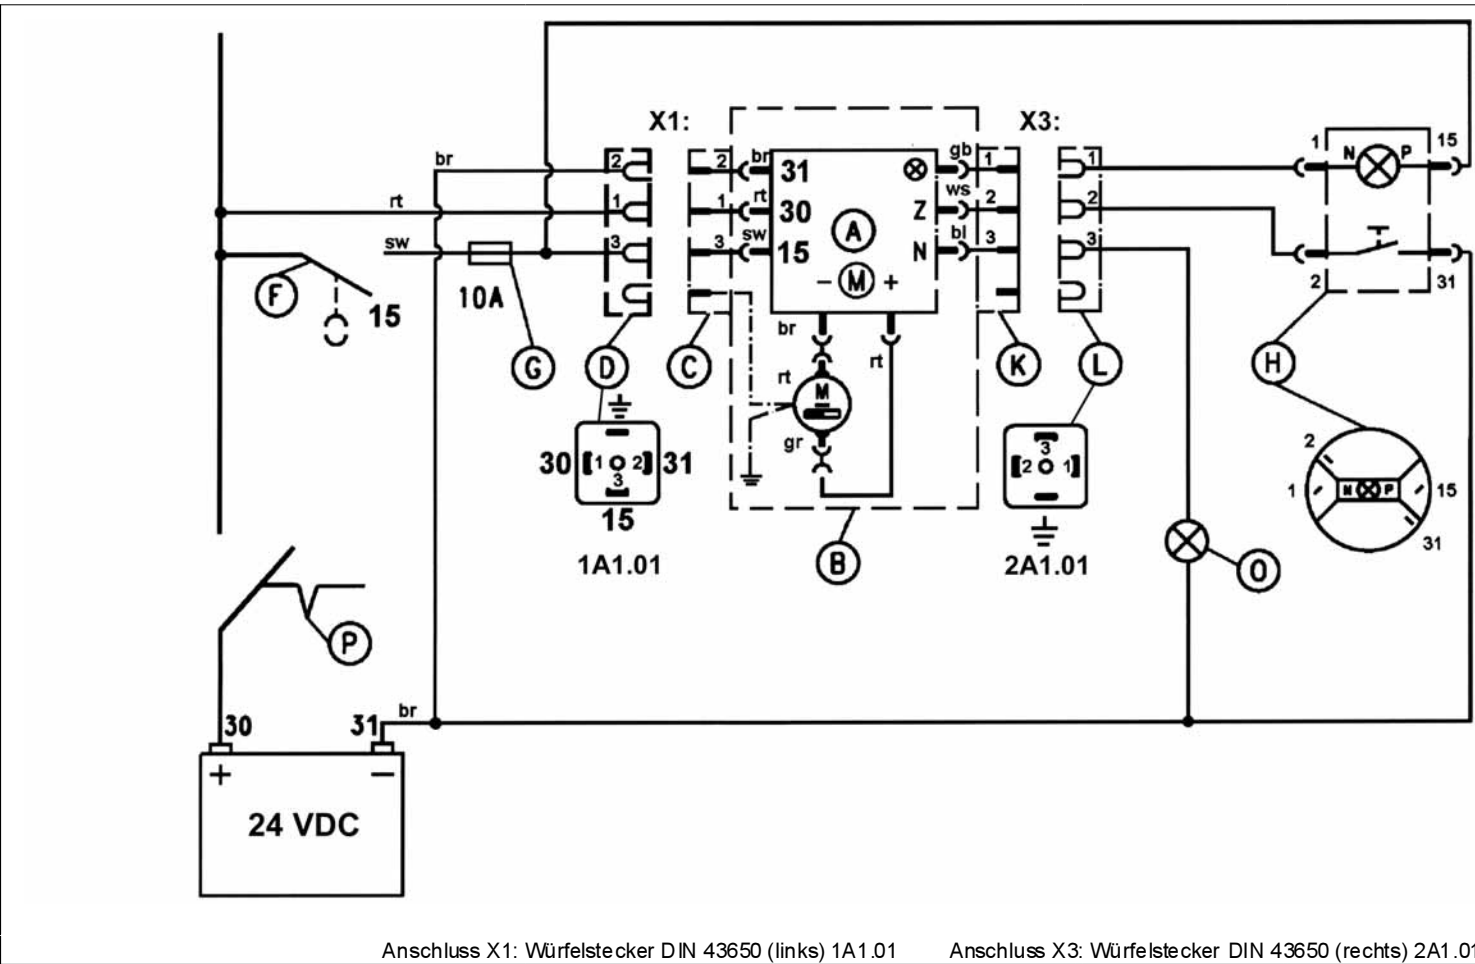 X1:
X3:
br
2
2
br
31
gb
1
1
1
N
P
15
rt
1
1
rt
30
A
Z
ws
2
2
sw
3
3
sw
15
N
bl
3
3
2
31
- M +
F
15
10A
G
D
C
br
rt
rt
M
gr
K
L
H
30
1
2
31
3
15
1A1.01
3
2
1
2A1.01
B
O
2
1
N
P
15
31
P
30
31
br
+
-
24 VDC
Anschluss X1: Würfelstecker DIN 43650 (links) 1A1.01
Anschluss X3: Würfelstecker DIN 43650 (rechts) 2A1.01